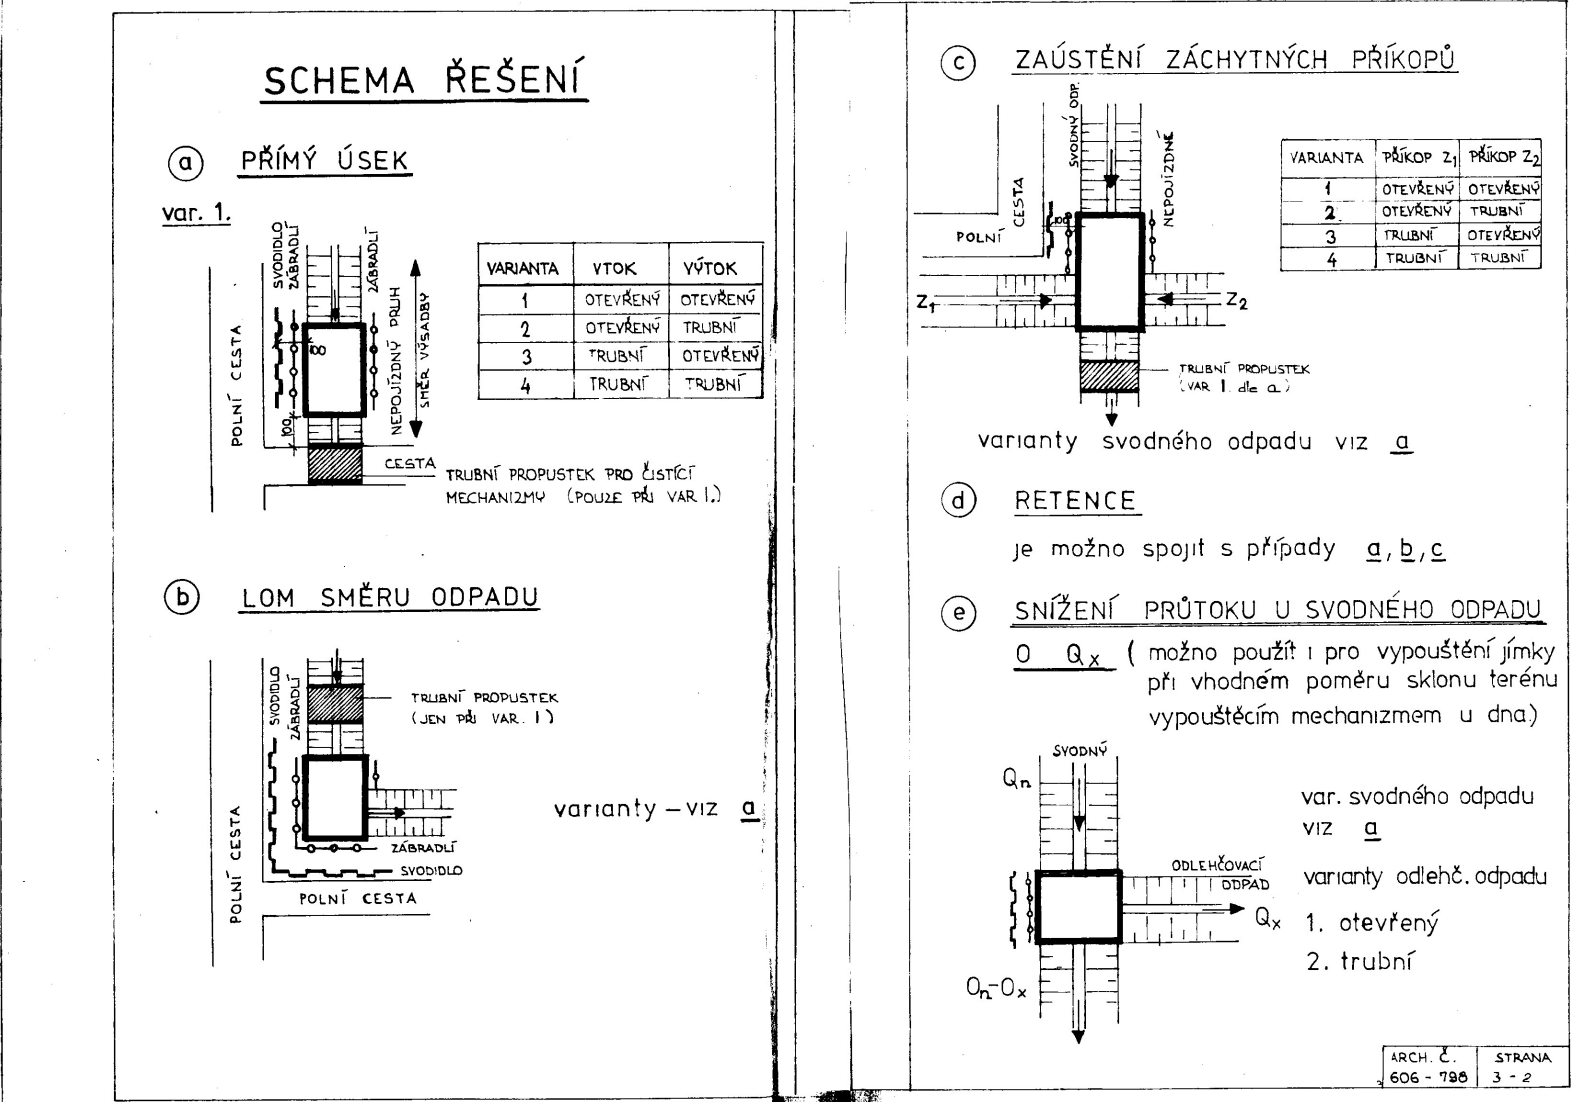 SCHEMA ŘEŠENÍ
a PŘÍMÝ ÚSEK
var. 1.
SVODIDLO
ZÁBRADLÍ
ZÁBRADLÍ
NEPOJÍZDNÝ PRUH
SMĚR VÝSADBY
POLNÍ CESTA
100
100
CESTA
TRUBNÍ PROPUSTEK PRO ČISTÍCÍ
MECHANIZMY (POUZE PŘI VAR 1.)
VARIANTA VTOK VÝTOK
1 OTEVŘENÝ OTEVŘENÝ
2 OTEVŘENÝ TRUBNÍ
3 TRUBNÍ OTEVŘENÝ
4 TRUBNÍ TRUBNÍ
b LOM SMĚRU ODPADU
SVODIDLO
ZÁBRADLÍ
TRUBNÍ PROPUSTEK
(JEN PŘI VAR. 1)
varianty – viz a
POLNÍ CESTA
ZÁBRADLÍ
SVODIDLO
POLNÍ CESTA
c ZAÚSTĚNÍ ZÁCHYTNÝCH PŘÍKOPŮ
SVODNÝ ODP.
NEPOJÍZDNÉ
CESTA
POLNÍ
100
Z1
Z2
VARIANTA PŘÍKOP Z1 PŘÍKOP Z2
1 OTEVŘENÝ OTEVŘENÝ
2. OTEVŘENÝ TRUBNÍ
3 TRUBNÍ OTEVŘENÝ
4 TRUBNÍ TRUBNÍ
TRUBNÍ PROPUSTEK
(VAR 1. dle a)
varianty svodného odpadu viz a
d RETENCE
je možno spojit s případy a, b, c
e SNÍŽENÍ PRŮTOKU U SVODNÉHO ODPADU
O Qx ( možno použít i pro vypouštění jímky
při vhodném poměru sklonu terénu
vypouštěcím mechanizmem u dna.)
SVODNÝ
Qn
ODLEHČOVACÍ
ODPAD
Qx
Qn-Qx
var. svodného odpadu
viz a
varianty odlehč. odpadu
1. otevřený
2. trubní
ARCH. Č. STRANA
606 - 798 3 - 2